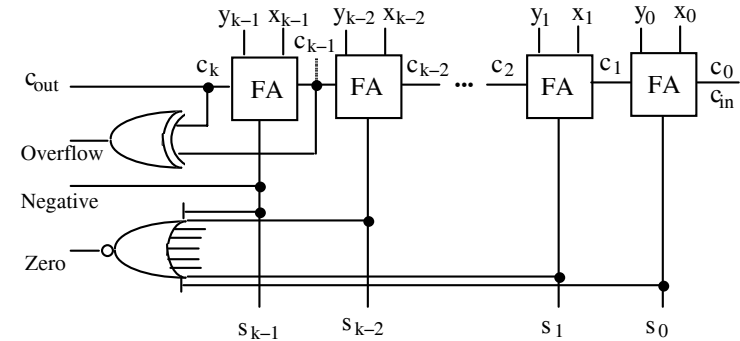 yk–1 xk–1 yk–2 xk–2 y1 x1 y0 x0
cout ck FA ck–1 FA ck–2 ... c2 FA c1 FA c0
cin
Overflow
Negative
Zero
sk–1 sk–2 s1 s0